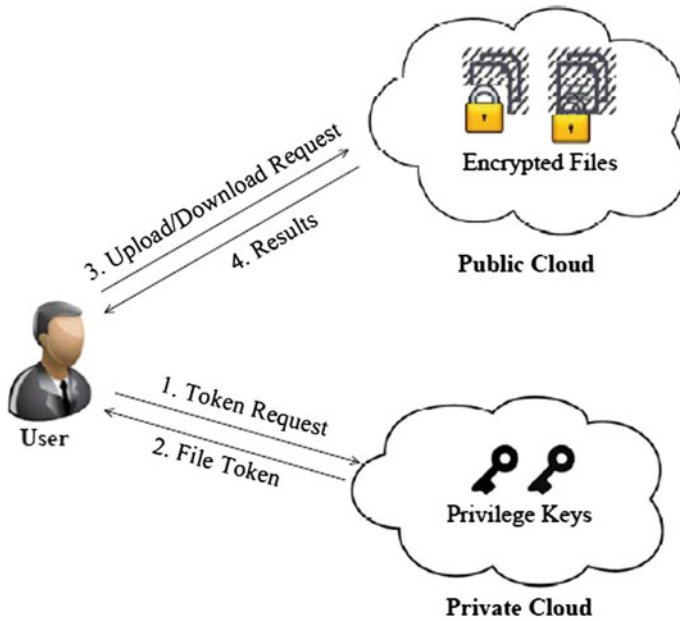 3. Upload/Download Request
4. Results
Encrypted Files
Public Cloud
User
1. Token Request
2. File Token
Privilege Keys
Private Cloud